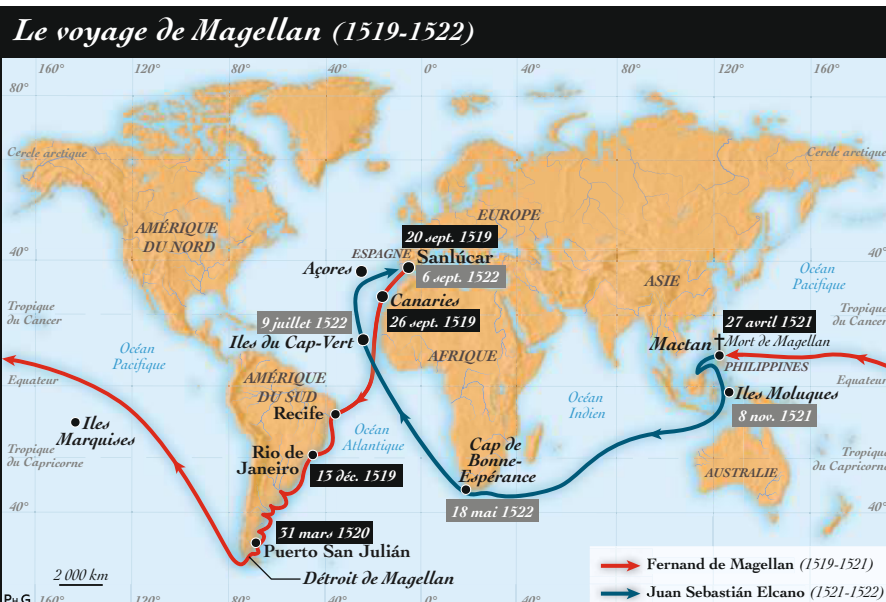 Le voyage de Magellan (1519-1522)
160° 120° 80° 40° 0° 40° 80° 120° 160°
80°
Cercle arctique
Cercle arctique
AMÉRIQUE
DU NORD
EUROPE
20 sept. 1519
ESPAGNE
Sanlúcar
6 sept. 1522
40°
40°
Açores
ASIE
Océan
Pacifique
Canaries
26 sept. 1519
Tropique
du Cancer
9 juillet 1522
Iles du Cap-Vert
27 avril 1521
Mactan † Mort de Magellan
Tropique
du Cancer
Océan
Pacifique
AFRIQUE
PHILIPPINES
Equateur
AMÉRIQUE
DU SUD
Equateur
Iles Moluques
8 nov. 1521
Océan
Indien
Recife
Iles
Marquises
Océan
Atlantique
Tropique
du Capricorne
Rio de
Janeiro
13 déc. 1519
Cap de
Bonne-
Espérance
AUSTRALIE
Tropique
du Capricorne
40°
18 mai 1522
40°
31 mars 1520
Puerto San Julián
Détroit de Magellan
2 000 km
Fernand de Magellan (1519-1521)
Juan Sebastián Elcano (1521-1522)
PHG 160° 120° 80° 40° 0° 40°